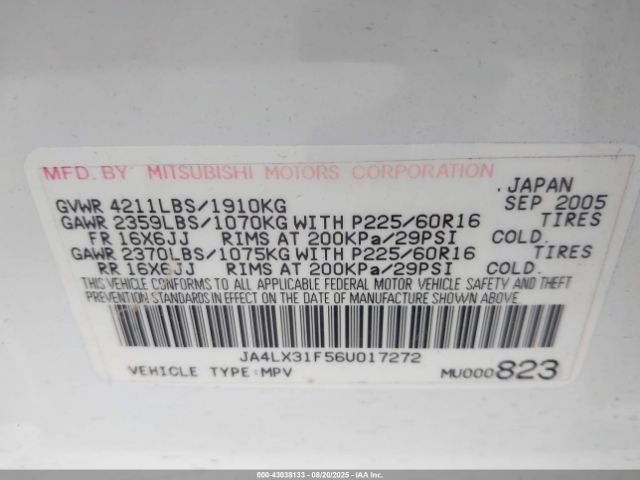 MFD. BY MITSUBISHI MOTORS CORPORATION
. JAPAN
GVWR 4211LBS/1910KG SEP 2005
GAWR 2359LBS/1070KG WITH P225/60R16 TIRES
FR 16X6JJ RIMS AT 200KPa/29PSI COLD.
GAWR 2370LBS/1075KG WITH P225/60R16 TIRES
RR 16X6JJ RIMS AT 200KPa/29PSI COLD.
THIS VEHICLE CONFORMS TO ALL APPLICABLE FEDERAL MOTOR VEHICLE SAFETY AND THEFT
PREVENTION STANDARDS IN EFFECT ON THE DATE OF MANUFACTURE SHOWN ABOVE.
JA4LX31F56U017272
VEHICLE TYPE:MPV MU000823
000-43038133 - 08/20/2025 - IAA Inc.